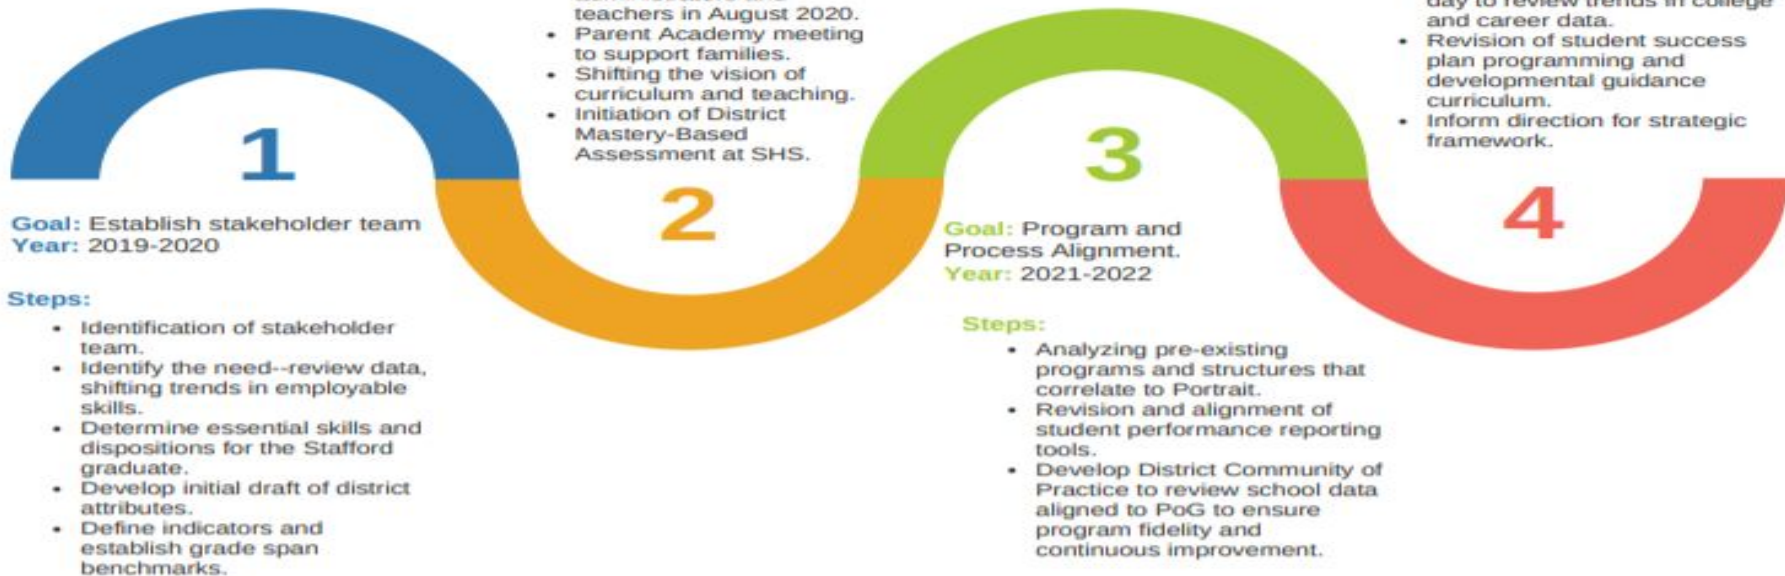 1
Goal: Establish stakeholder team
Year: 2019-2020
Steps:
• Identification of stakeholder
team.
• Identify the need--review data,
shifting trends in employable
skills.
• Determine essential skills and
dispositions for the Stafford
graduate.
• Develop initial draft of district
attributes.
• Define indicators and
establish grade span
benchmarks.
teachers in August 2020.
• Parent Academy meeting
to support families.
• Shifting the vision of
curriculum and teaching.
• Initiation of District
Mastery-Based
Assessment at SHS.
2
3
Goal: Program and
Process Alignment.
Year: 2021-2022
Steps:
• Analyzing pre-existing
programs and structures that
correlate to Portrait.
• Revision and alignment of
student performance reporting
tools.
• Develop District Community of
Practice to review school data
aligned to PoG to ensure
program fidelity and
continuous improvement.
day to review trends in college
and career data.
• Revision of student success
plan programming and
developmental guidance
curriculum.
• Inform direction for strategic
framework.
4